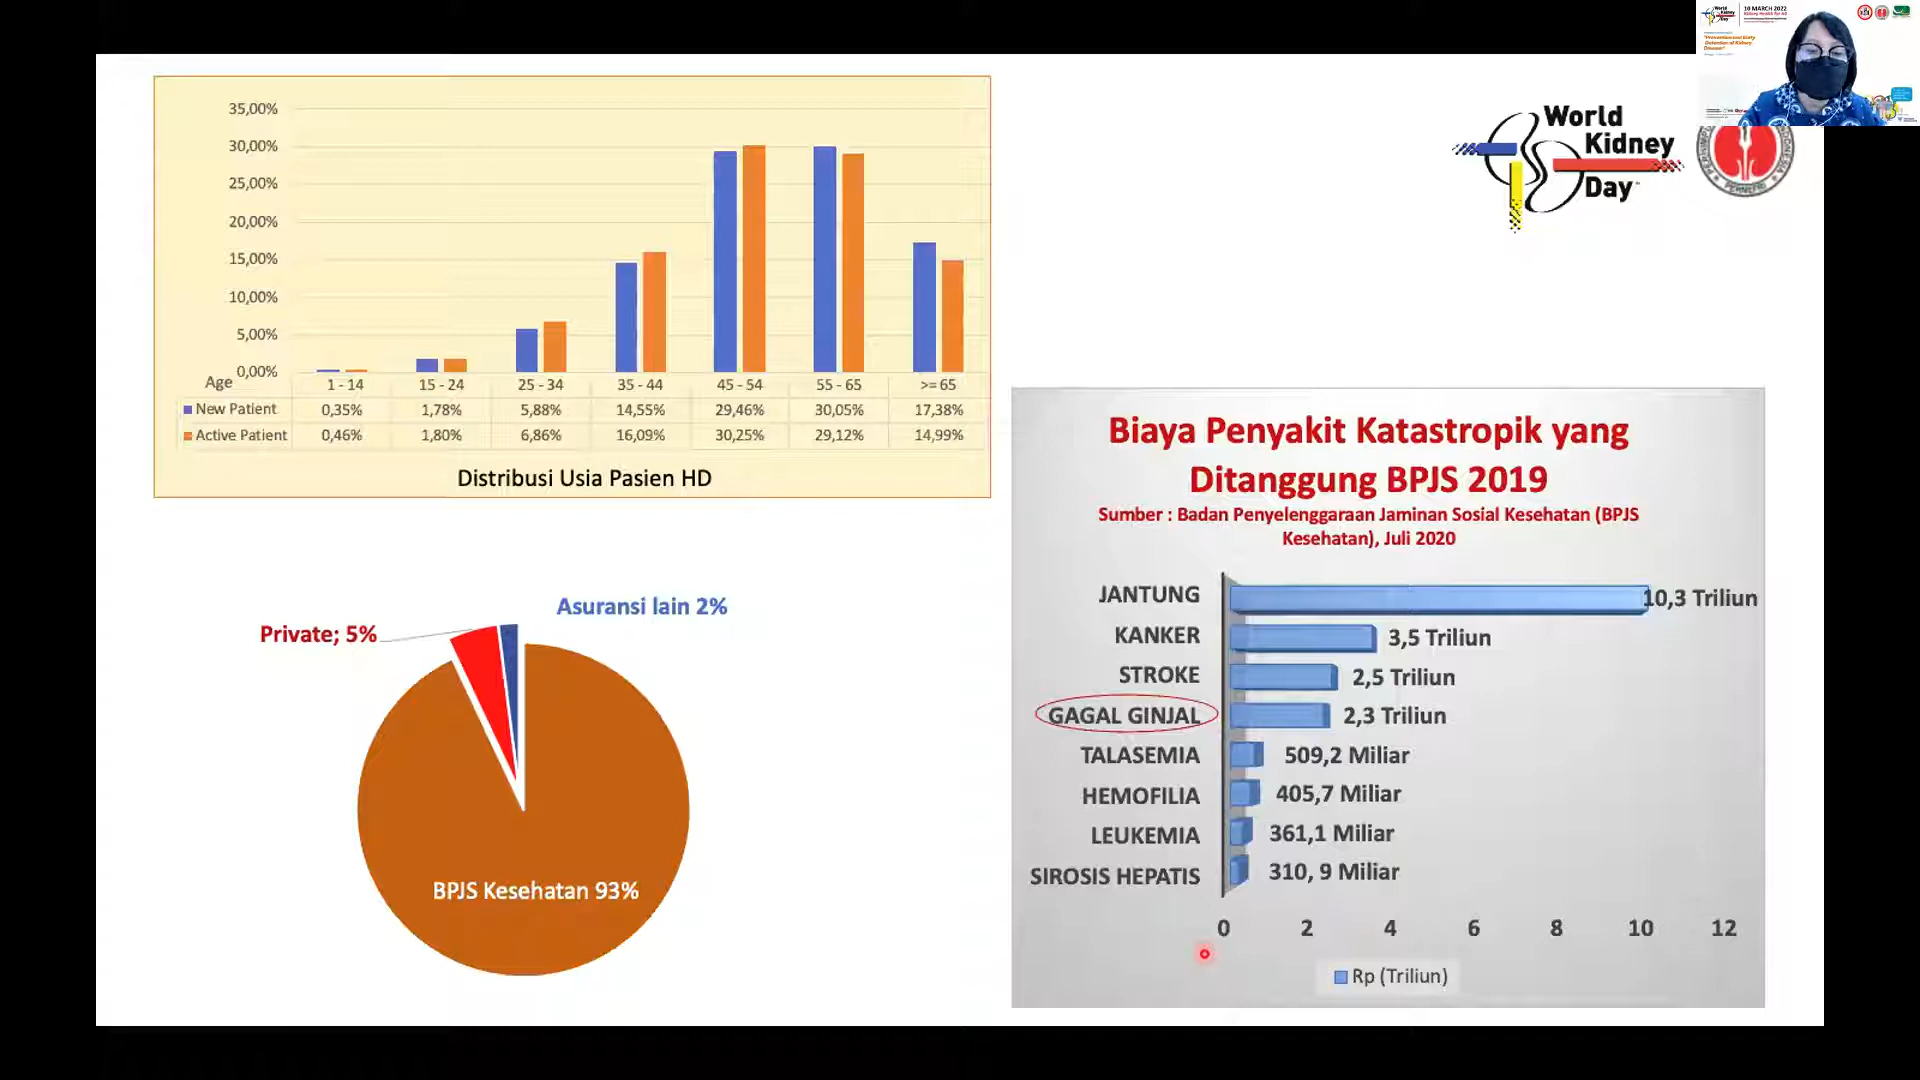 35,00%
30,00%
25,00%
20,00%
15,00%
10,00%
5,00%
0,00%
Age
1 - 14
15 - 24
25 - 34
35 - 44
45 - 54
55 - 65
>= 65
New Patient 0,35% 1,78% 5,88% 14,55% 29,46% 30,05% 17,38%
Active Patient 0,46% 1,80% 6,86% 16,09% 30,25% 29,12% 14,99%
Distribusi Usia Pasien HD
World
Kidney
Day
PERNEFRI
10 MARCH 2022
World
Kidney
Day
Asuransi lain 2%
Private; 5%
BPJS Kesehatan 93%
Biaya Penyakit Katastropik yang
Ditanggung BPJS 2019
Sumber : Badan Penyelenggaraan Jaminan Sosial Kesehatan (BPJS
Kesehatan), Juli 2020
JANTUNG 10,3 Triliun
KANKER 3,5 Triliun
STROKE 2,5 Triliun
GAGAL GINJAL 2,3 Triliun
TALASEMIA 509,2 Miliar
HEMOFILIA 405,7 Miliar
LEUKEMIA 361,1 Miliar
SIROSIS HEPATIS 310, 9 Miliar
0 2 4 6 8 10 12
Rp (Triliun)